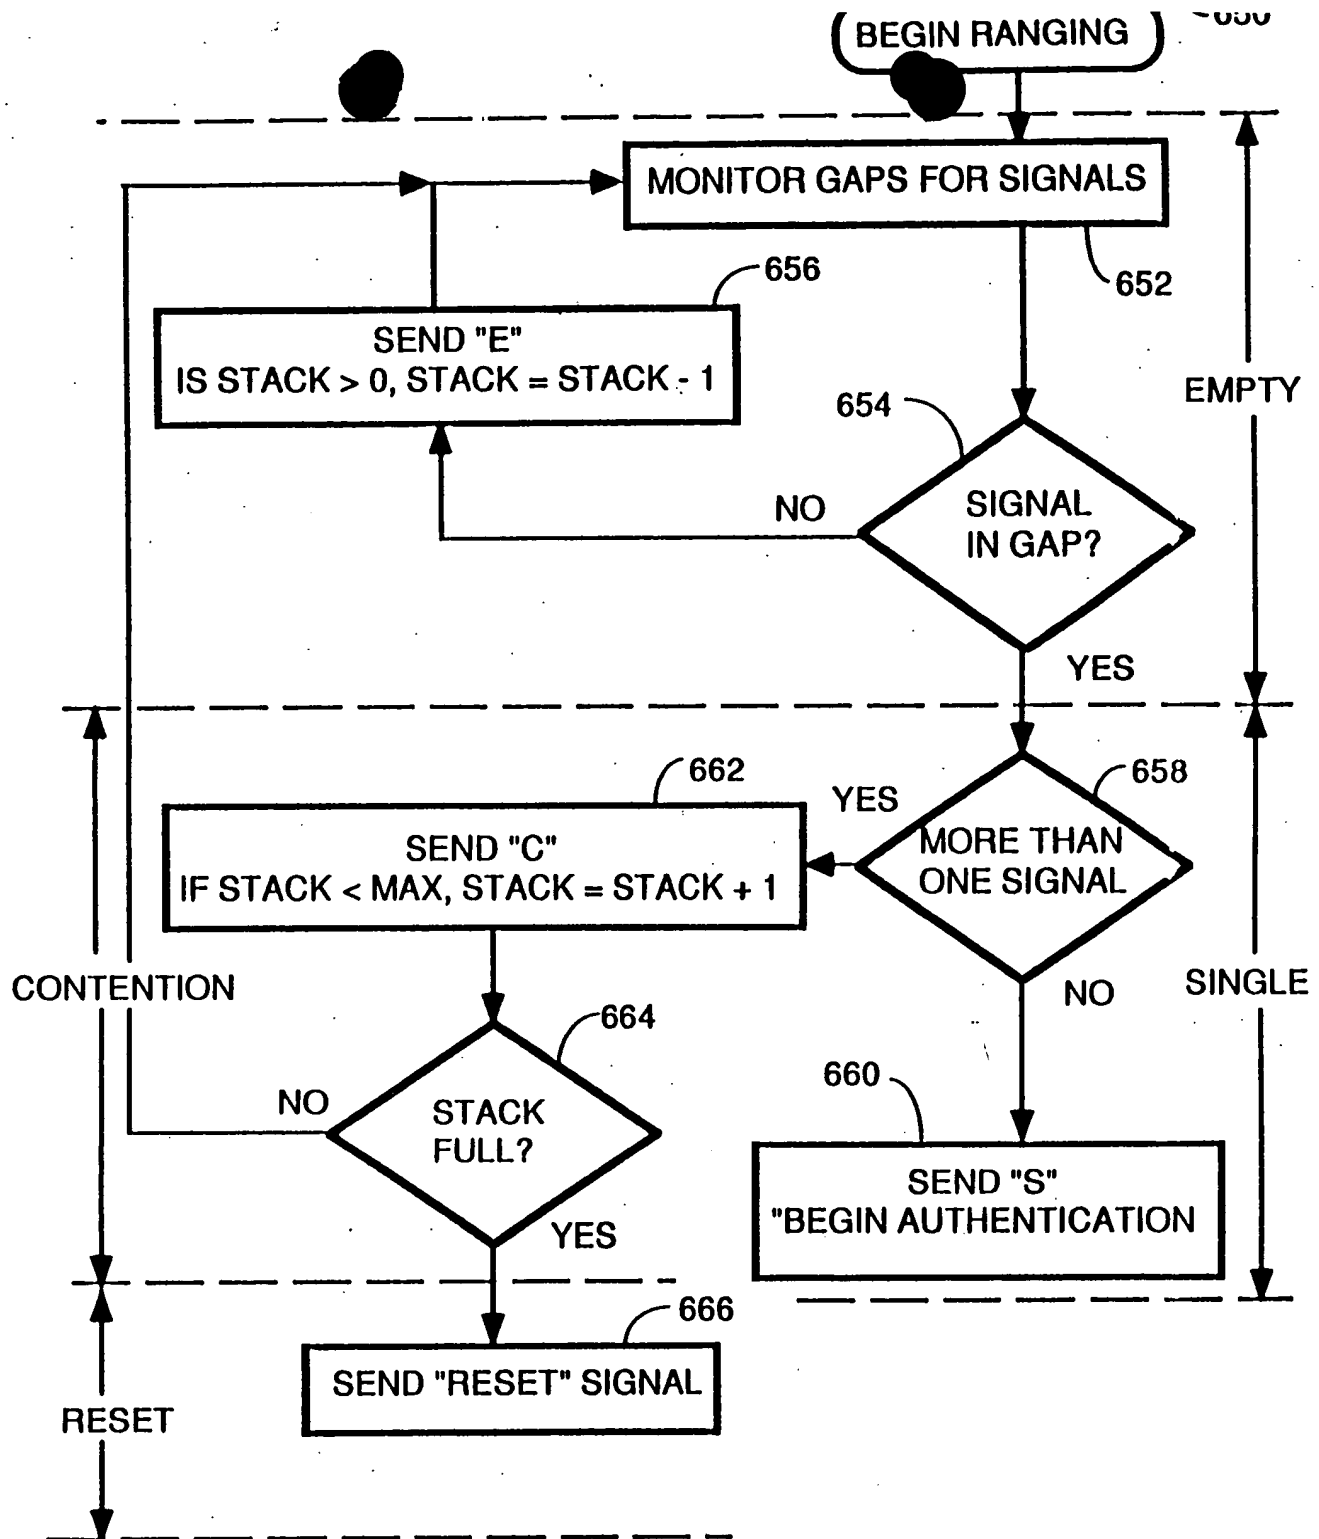 BEGIN RANGING
650
MONITOR GAPS FOR SIGNALS
652
656
SEND "E"
IS STACK > 0, STACK = STACK - 1
EMPTY
654
SIGNAL
IN GAP?
NO
YES
662
658
YES
SEND "C"
IF STACK < MAX, STACK = STACK + 1
MORE THAN
ONE SIGNAL
CONTENTION
NO
SINGLE
664
660
NO
STACK
FULL?
SEND "S"
"BEGIN AUTHENTICATION
YES
666
SEND "RESET" SIGNAL
RESET